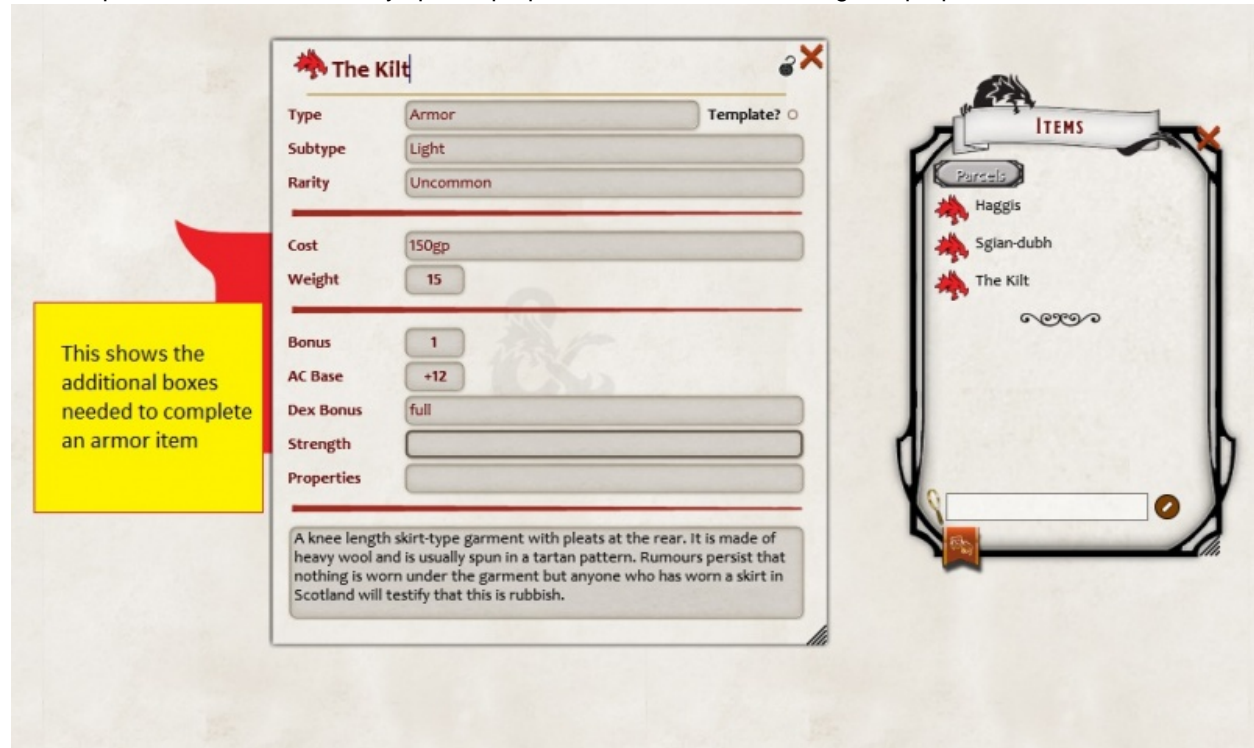 The Kilt
Type Armor Template?
Subtype Light
Rarity Uncommon
Cost 150gp
Weight 15
Bonus 1
AC Base +12
Dex Bonus full
Strength
Properties
A knee length skirt-type garment with pleats at the rear. It is made of
heavy wool and is usually spun in a tartan pattern. Rumours persist that
nothing is worn under the garment but anyone who has worn a skirt in
Scotland will testify that this is rubbish.
This shows the
additional boxes
needed to complete
an armor item
ITEMS
Parcels
Haggis
Sgian-dubh
The Kilt